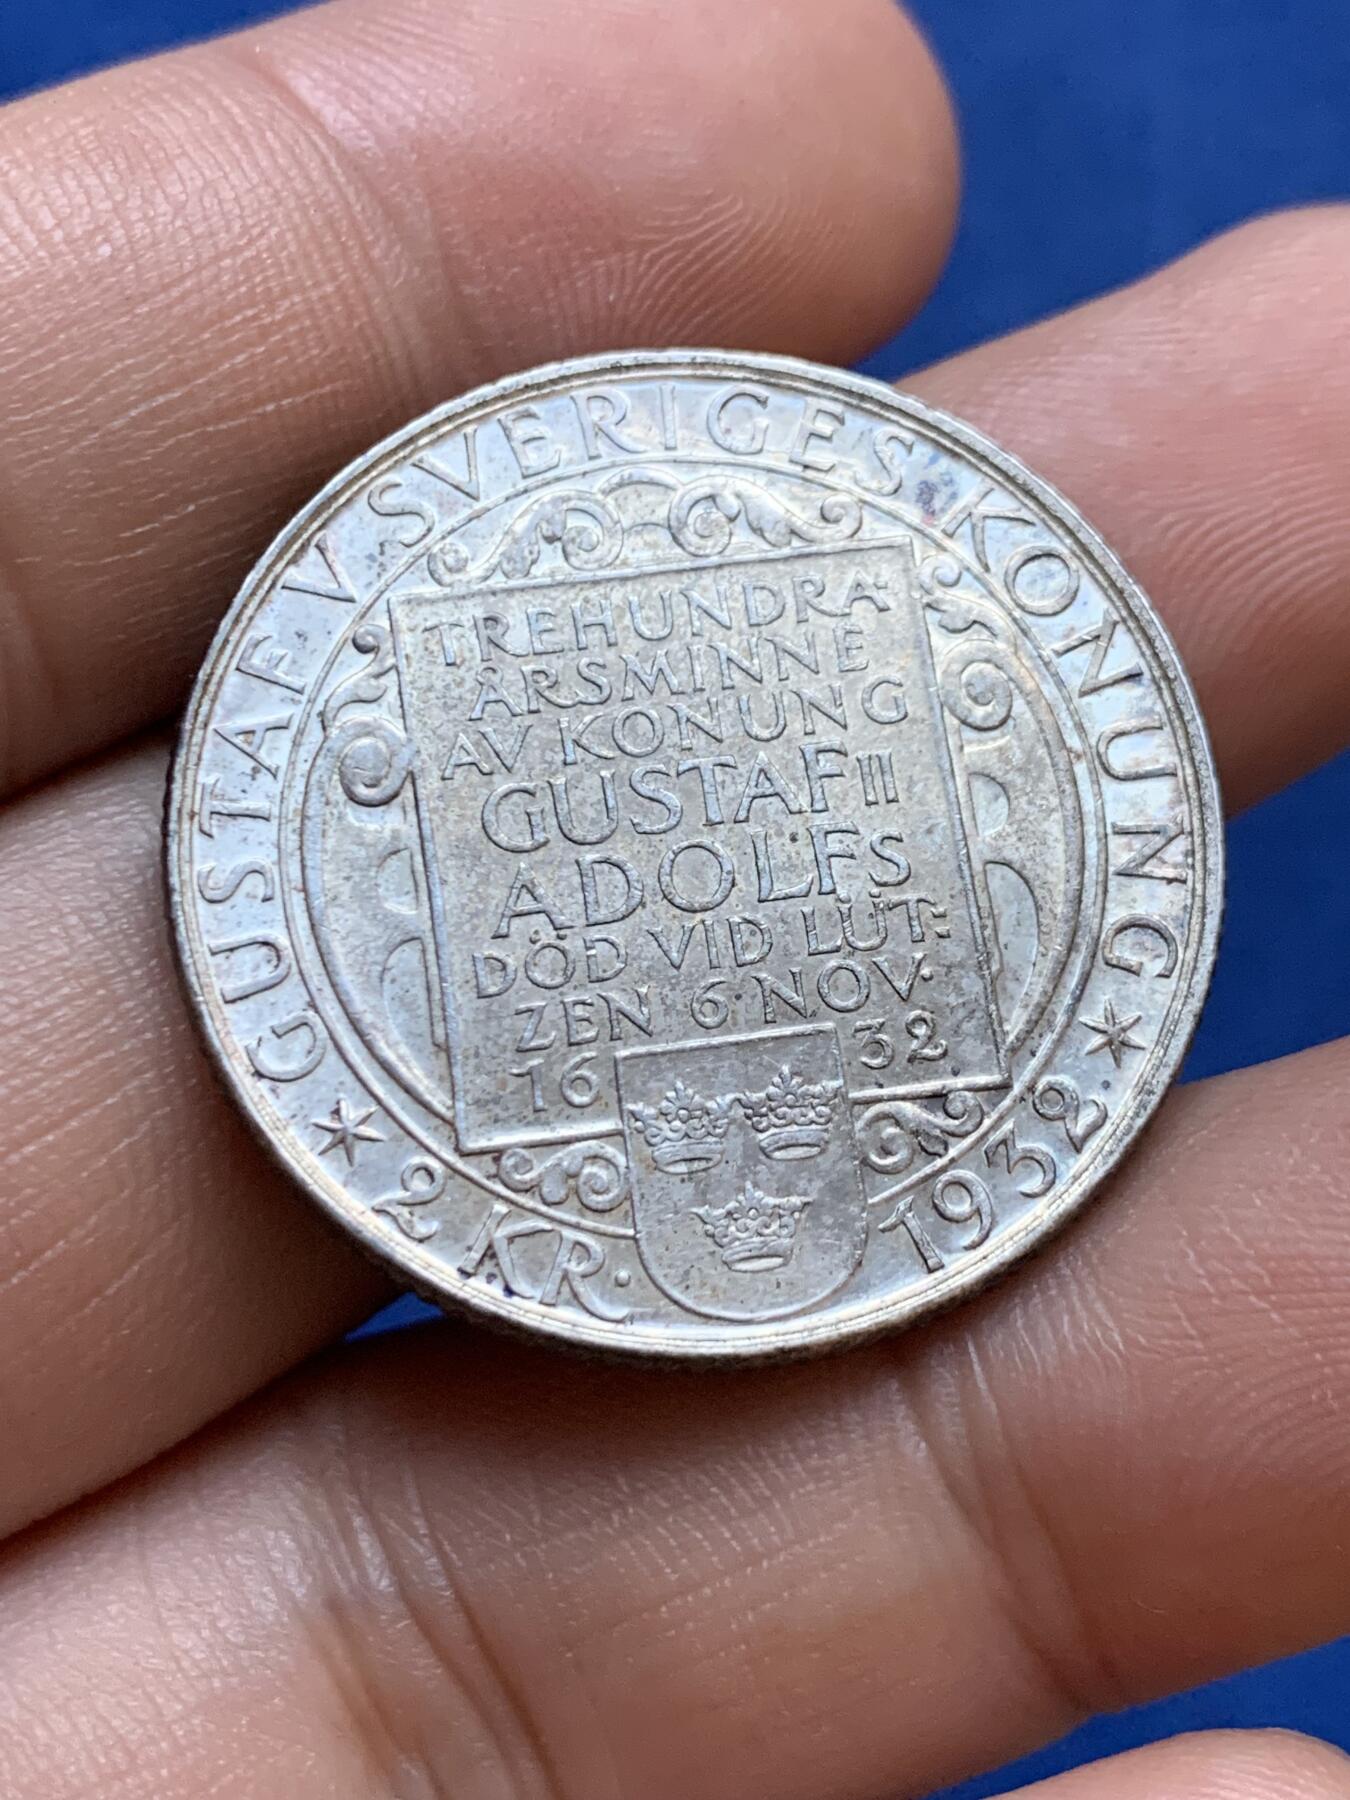 GUSTAF V SVERIGES KONUNG
TREHUNDRA-
ÅRSMINNE
AV KONUNG
GUSTAF II
ADOLFS
DÖD VID LÜT-
ZEN 6 NOV.
16 32
2 KR. 1932